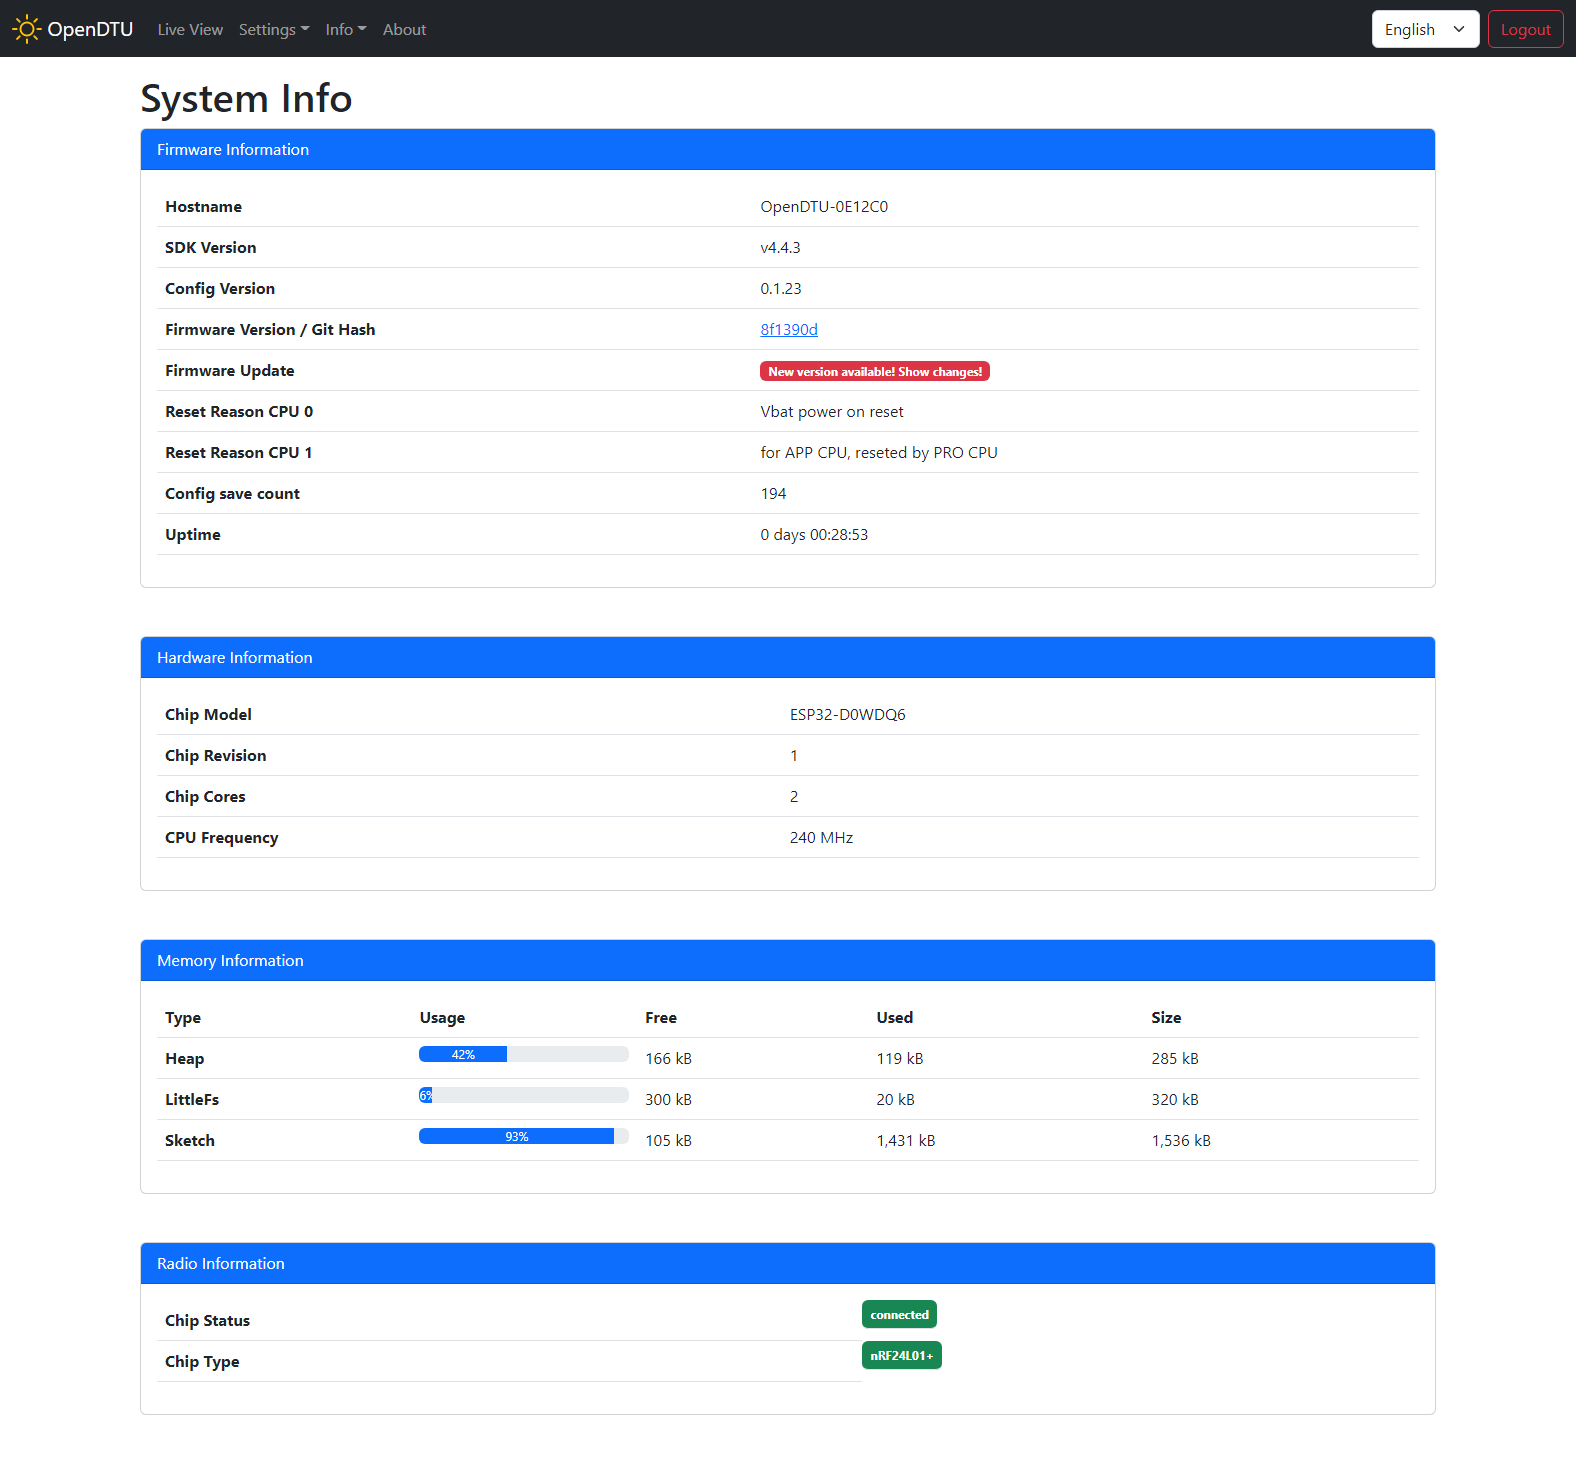 OpenDTU Live View Settings Info About English Logout
System Info
Firmware Information
Hostname OpenDTU-0E12C0
SDK Version v4.4.3
Config Version 0.1.23
Firmware Version / Git Hash 8f1390d
Firmware Update New version available! Show changes!
Reset Reason CPU 0 Vbat power on reset
Reset Reason CPU 1 for APP CPU, reseted by PRO CPU
Config save count 194
Uptime 0 days 00:28:53
Hardware Information
Chip Model ESP32-D0WDQ6
Chip Revision 1
Chip Cores 2
CPU Frequency 240 MHz
Memory Information
Type Usage Free Used Size
Heap 42% 166 kB 119 kB 285 kB
LittleFs 6% 300 kB 20 kB 320 kB
Sketch 93% 105 kB 1,431 kB 1,536 kB
Radio Information
Chip Status connected
Chip Type nRF24L01+